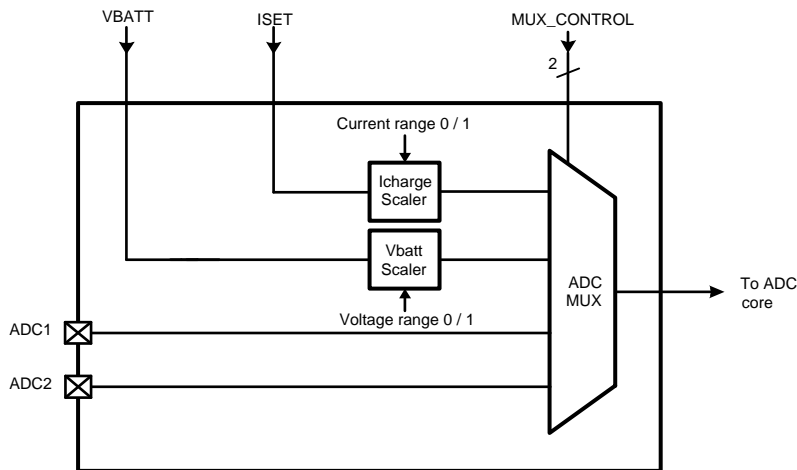 VBATT
ISET
MUX_CONTROL
2
Current range 0 / 1
Icharge
Scaler
Vbatt
Scaler
ADC
MUX
To ADC
core
Voltage range 0 / 1
ADC1
ADC2